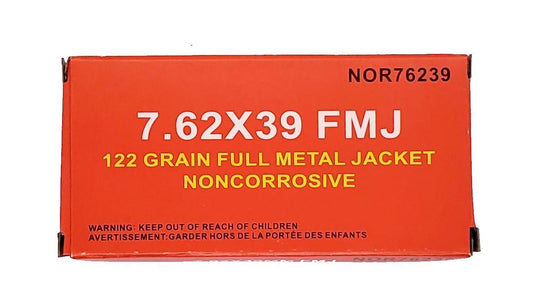 NOR76239
7.62X39 FMJ
122 GRAIN FULL METAL JACKET
NONCORROSIVE
WARNING: KEEP OUT OF REACH OF CHILDREN
AVERTISSEMENT:GARDER HORS DE LA PORTÉE DES ENFANTS
FMJ